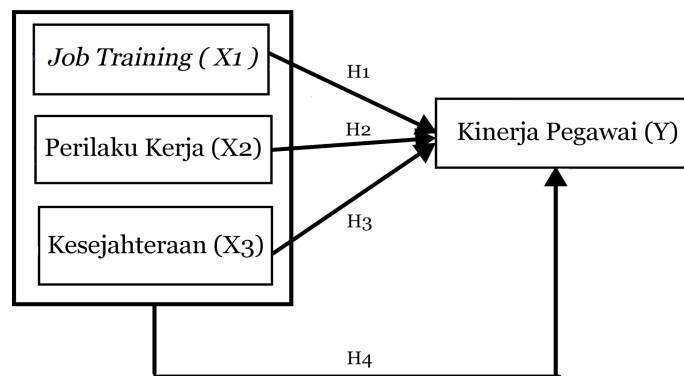 Job Training ( X1 )
H1
Perilaku Kerja (X2)
H2
Kinerja Pegawai (Y)
Kesejahteraan (X3)
H3
H4